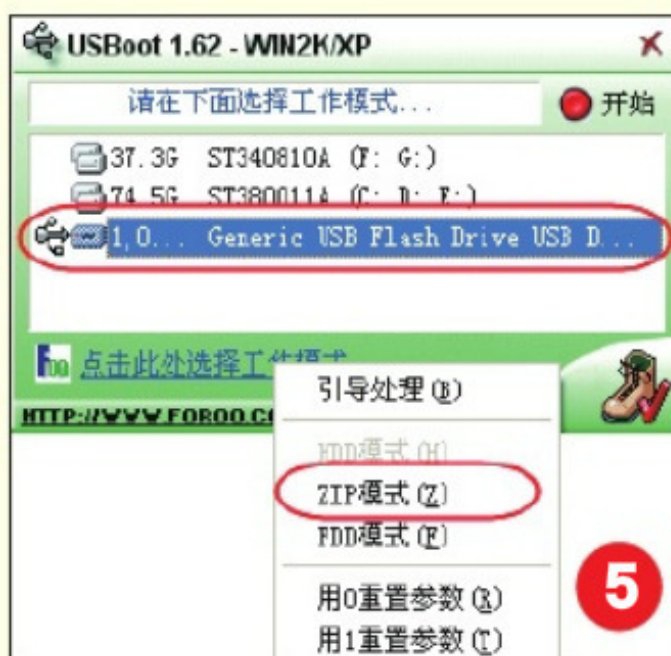 USBoot 1.62 - WIN2K/XP
请在下面选择工作模式...
开始
37.3G ST340810A (F: G:)
74.5G ST380011A (C: D: E:)
1,0... Generic USB Flash Drive USB D...
Foo 点击此处选择工作模式
HTTP://WWW.FOROO.CO
引导处理(B)
HDD模式(H)
ZIP模式(Z)
FDD模式(F)
用0重置参数(R)
用1重置参数(T)
5